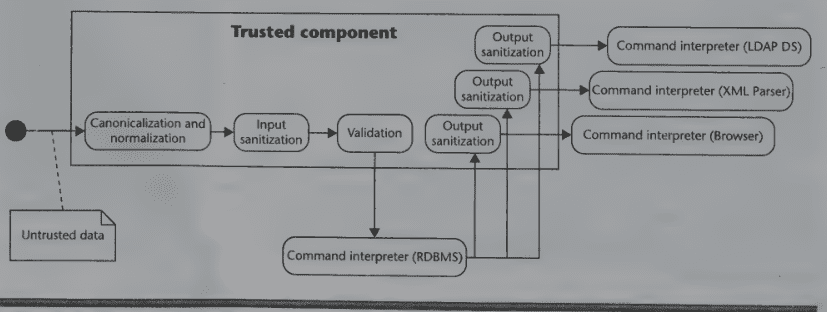 Trusted component
Output
sanitization
Command interpreter (LDAP DS)
Output
sanitization
Command interpreter (XML Parser)
Canonicalization and
normalization
Input
sanitization
Validation
Output
sanitization
Command interpreter (Browser)
Untrusted data
Command interpreter (RDBMS)